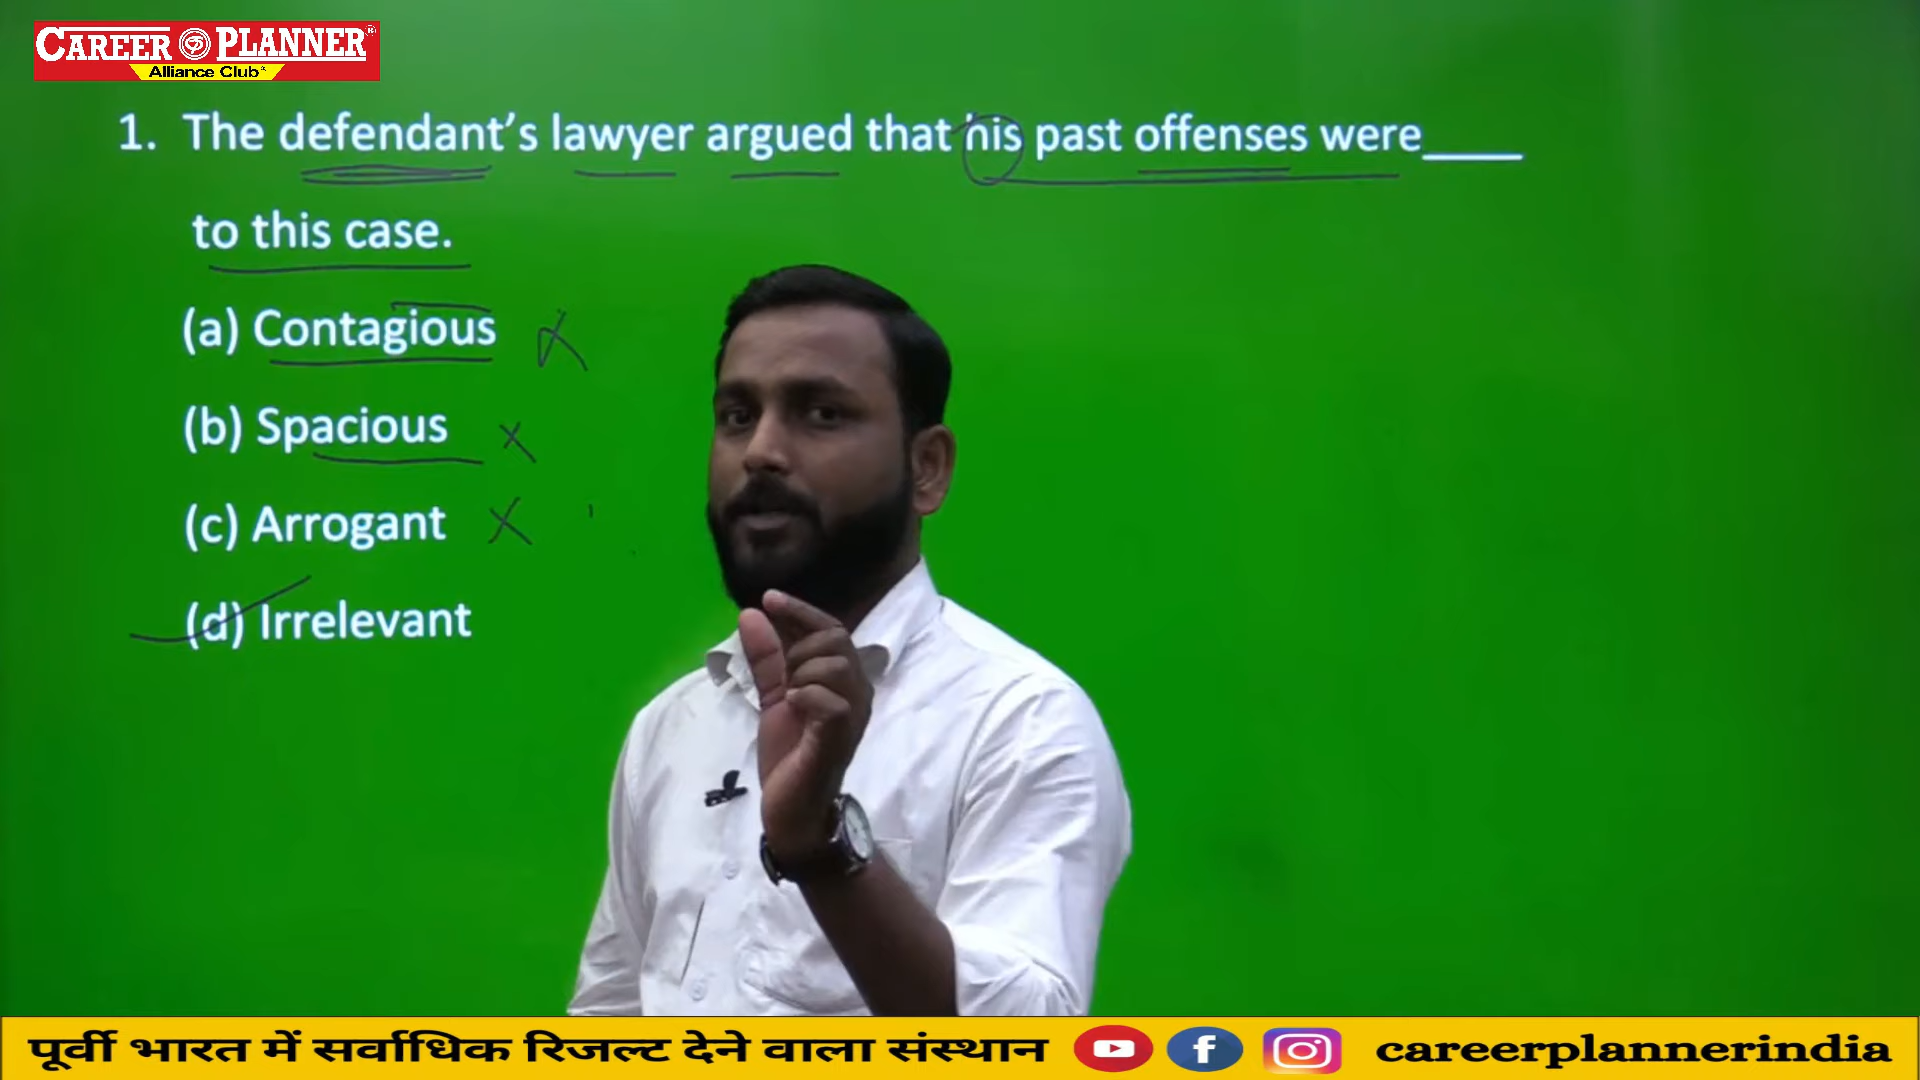 CAREER PLANNER®
Alliance Club
1. The defendant’s lawyer argued that his past offenses were____
to this case.
(a) Contagious
(b) Spacious
(c) Arrogant
(d) Irrelevant
पूर्वी भारत में सर्वाधिक रिजल्ट देने वाला संस्थान careerplannerindia